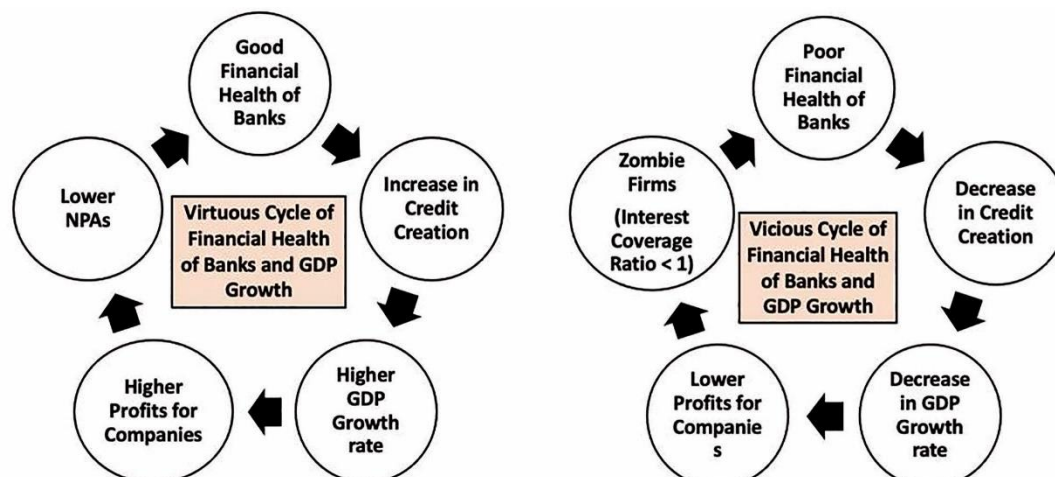 Good
Financial
Health of
Banks
Increase in
Credit
Creation
Higher
GDP
Growth
rate
Higher
Profits for
Companies
Lower
NPAs
Virtuous Cycle of
Financial Health
of Banks and GDP
Growth
Poor
Financial
Health of
Banks
Decrease
in Credit
Creation
Decrease
in GDP
Growth
rate
Lower
Profits for
Companie
s
Zombie
Firms
(Interest
Coverage
Ratio < 1)
Vicious Cycle of
Financial Health
of Banks and
GDP Growth